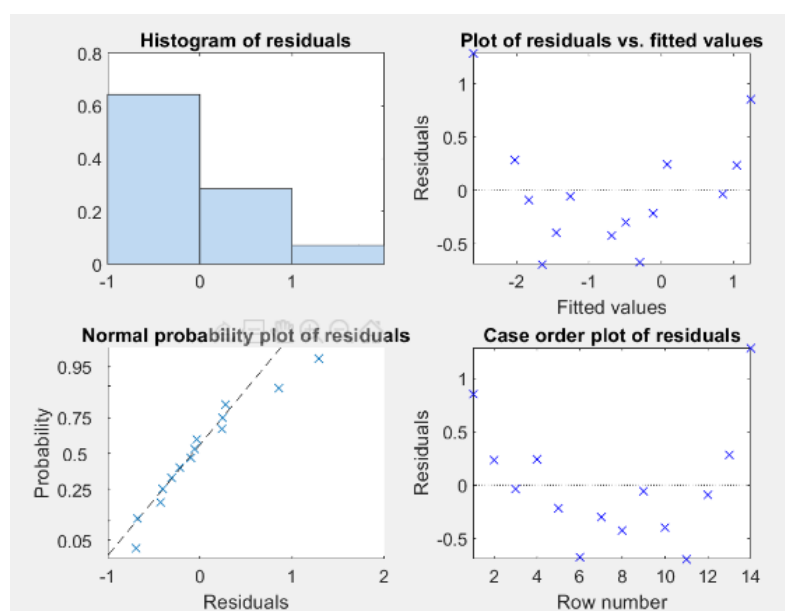 Histogram of residuals
0.8
0.6
0.4
0.2
0
-1 0 1
Plot of residuals vs. fitted values
Residuals
1
0.5
0
-0.5
-2 -1 0 1
Fitted values
Normal probability plot of residuals
Probability
0.95
0.75
0.5
0.25
0.05
-1 0 1 2
Residuals
Case order plot of residuals
Residuals
1
0.5
0
-0.5
2 4 6 8 10 12 14
Row number